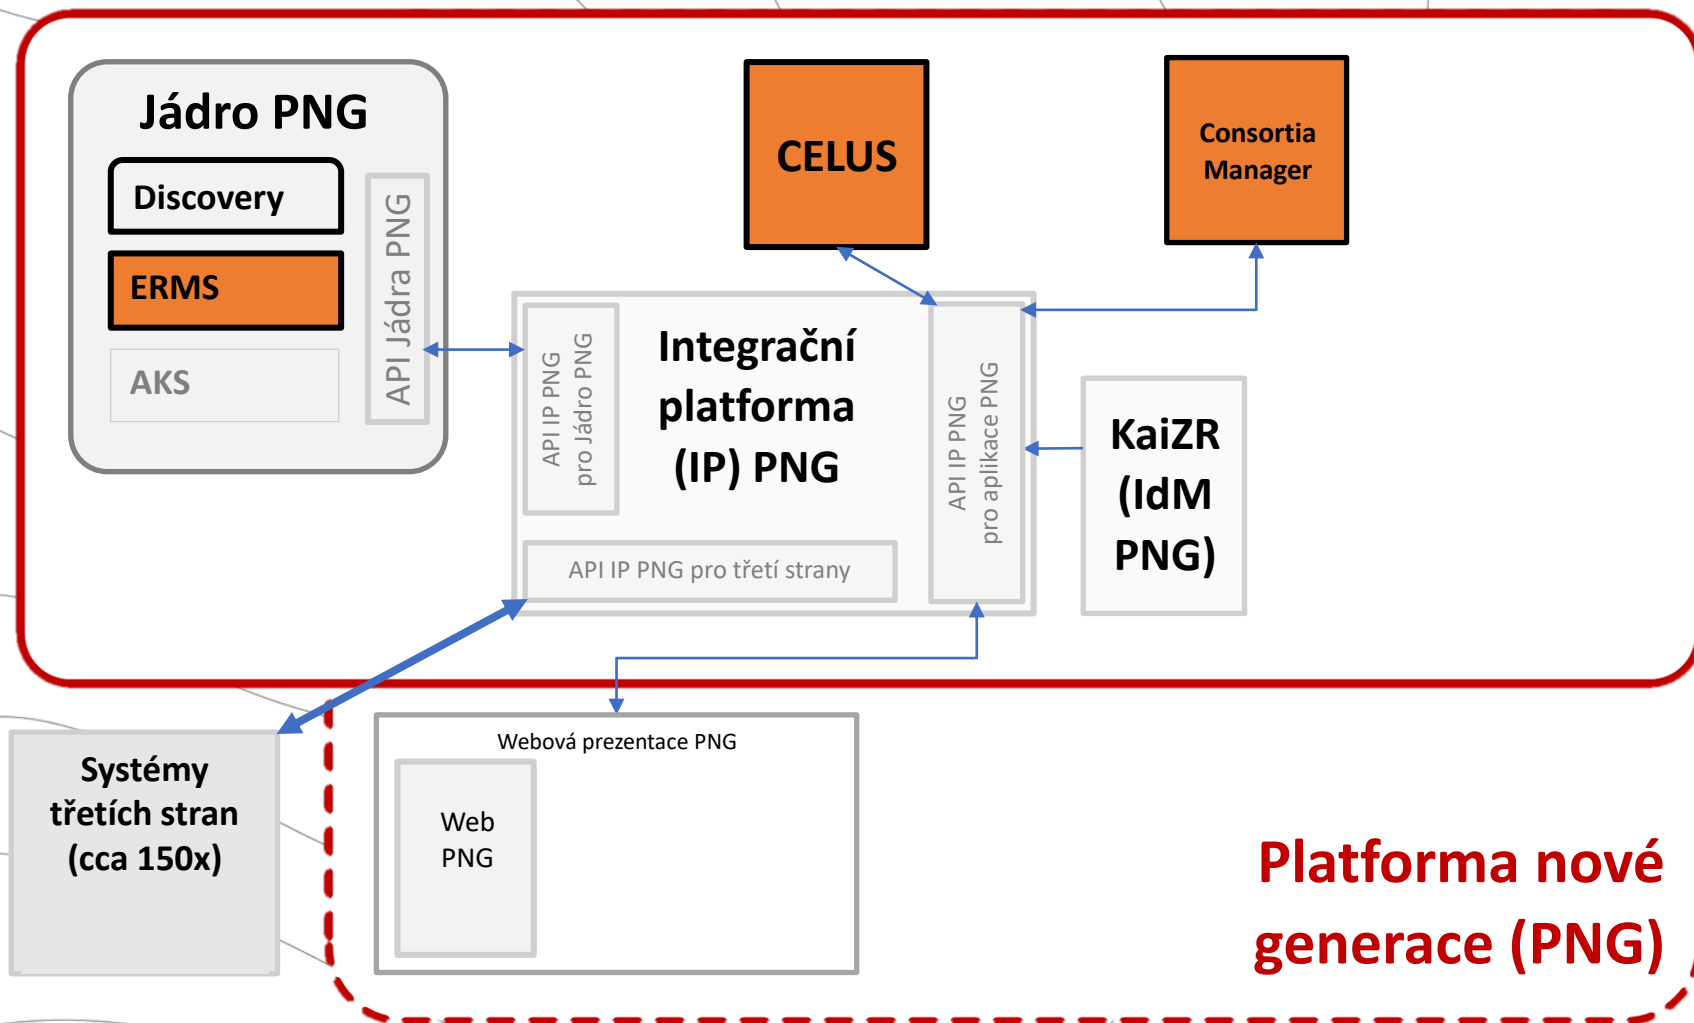 Jádro PNG
Discovery
ERMS
AKS
API Jádra PNG
CELUS
Consortia
Manager
API IP PNG
pro Jádro PNG
Integrační
platforma
(IP) PNG
API IP PNG
pro aplikace PNG
API IP PNG pro třetí strany
KaiZR
(IdM
PNG)
Systémy
třetích stran
(cca 150x)
Webová prezentace PNG
Web
PNG
Platforma nové
generace (PNG)